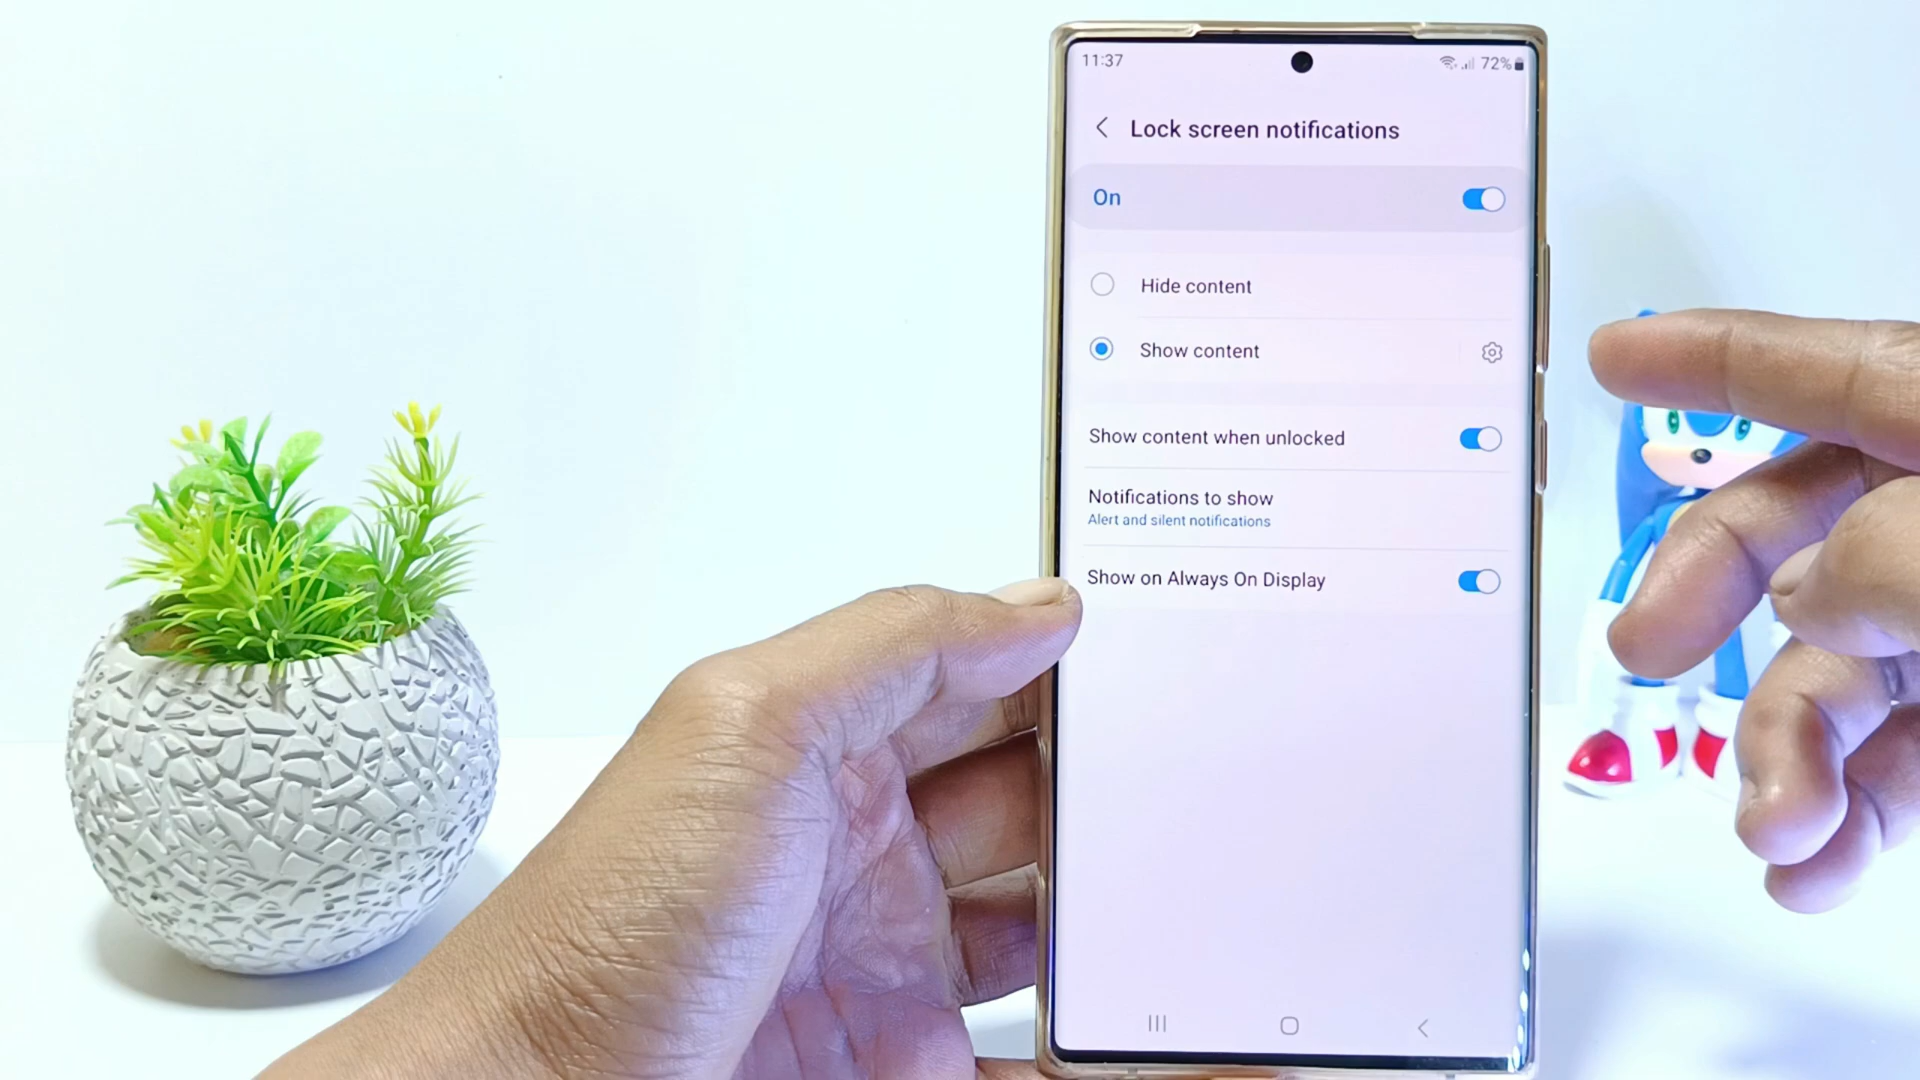 11:37
72%
Lock screen notifications
On
Hide content
Show content
Show content when unlocked
Notifications to show
Alert and silent notifications
Show on Always On Display